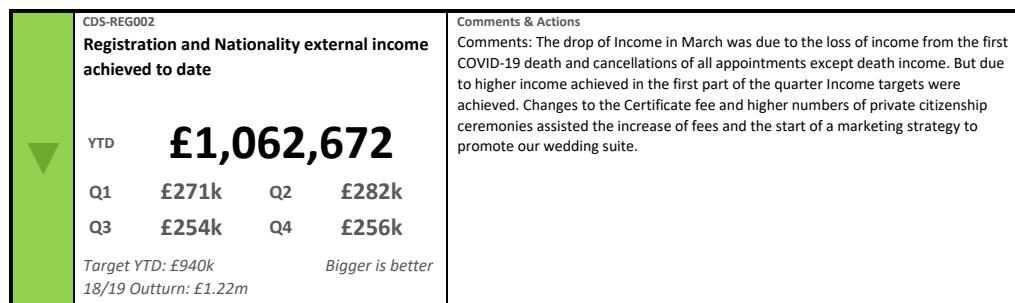 CDS-REG002
Registration and Nationality external income
achieved to date
YTD £1,062,672
Q1 £271k Q2 £282k
Q3 £254k Q4 £256k
Target YTD: £940k Bigger is better
18/19 Outturn: £1.22m
Comments & Actions
Comments: The drop of Income in March was due to the loss of income from the first
COVID-19 death and cancellations of all appointments except death income. But due
to higher income achieved in the first part of the quarter Income targets were
achieved. Changes to the Certificate fee and higher numbers of private citizenship
ceremonies assisted the increase of fees and the start of a marketing strategy to
promote our wedding suite.